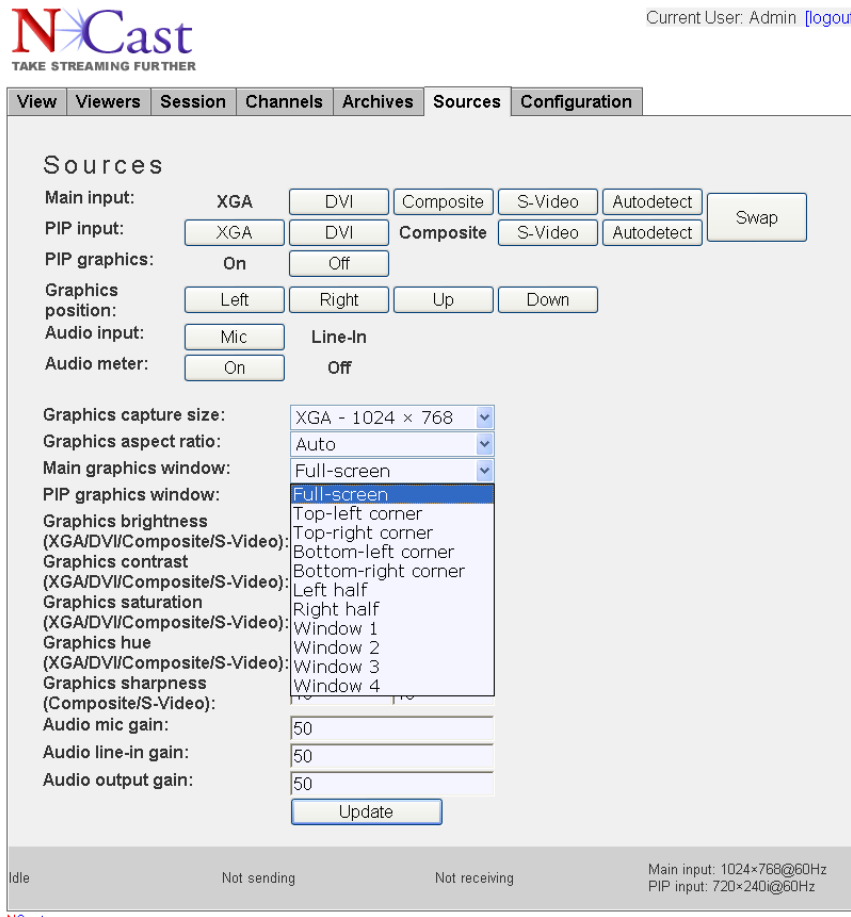 NCast
TAKE STREAMING FURTHER
Current User: Admin [logout
View Viewers Session Channels Archives Sources Configuration
Sources
Main input: XGA DVI Composite S-Video Autodetect Swap
PIP input: XGA DVI Composite S-Video Autodetect
PIP graphics: On Off
Graphics
position: Left Right Up Down
Audio input: Mic Line-In
Audio meter: On Off
Graphics capture size: XGA - 1024 × 768
Graphics aspect ratio: Auto
Main graphics window: Full-screen
PIP graphics window: Full-screen
Top-left corner
Graphics brightness
Top-right corner
(XGA/DVI/Composite/S-Video):
Bottom-left corner
Graphics contrast
Bottom-right corner
(XGA/DVI/Composite/S-Video):
Left half
Graphics saturation
Right half
(XGA/DVI/Composite/S-Video):
Window 1
Graphics hue
Window 2
(XGA/DVI/Composite/S-Video):
Window 3
Graphics sharpness
Window 4
(Composite/S-Video):
Audio mic gain: 50
Audio line-in gain: 50
Audio output gain: 50
Update
Idle Not sending Not receiving Main input: 1024×768@60Hz
PIP input: 720×240i@60Hz